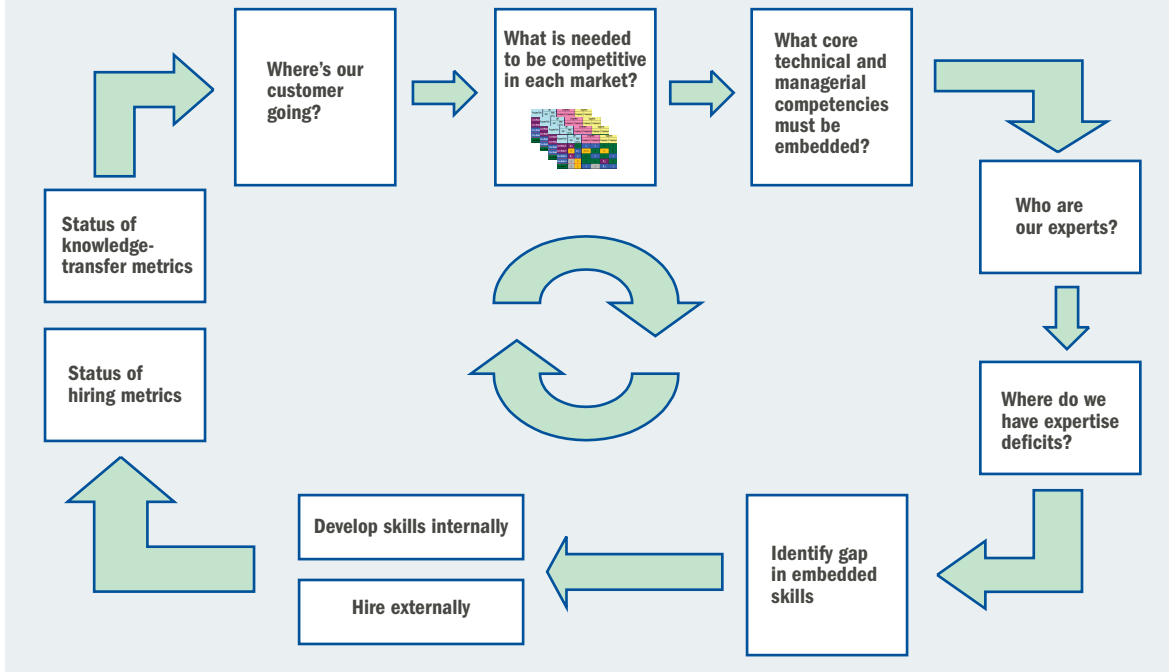 Where's our
customer
going?
What is needed
to be competitive
in each market?
What core
technical and
managerial
competencies
must be
embedded?
Who are
our experts?
Where do we
have expertise
deficits?
Identify gap
in embedded
skills
Develop skills internally
Hire externally
Status of
hiring metrics
Status of
knowledge-
transfer metrics